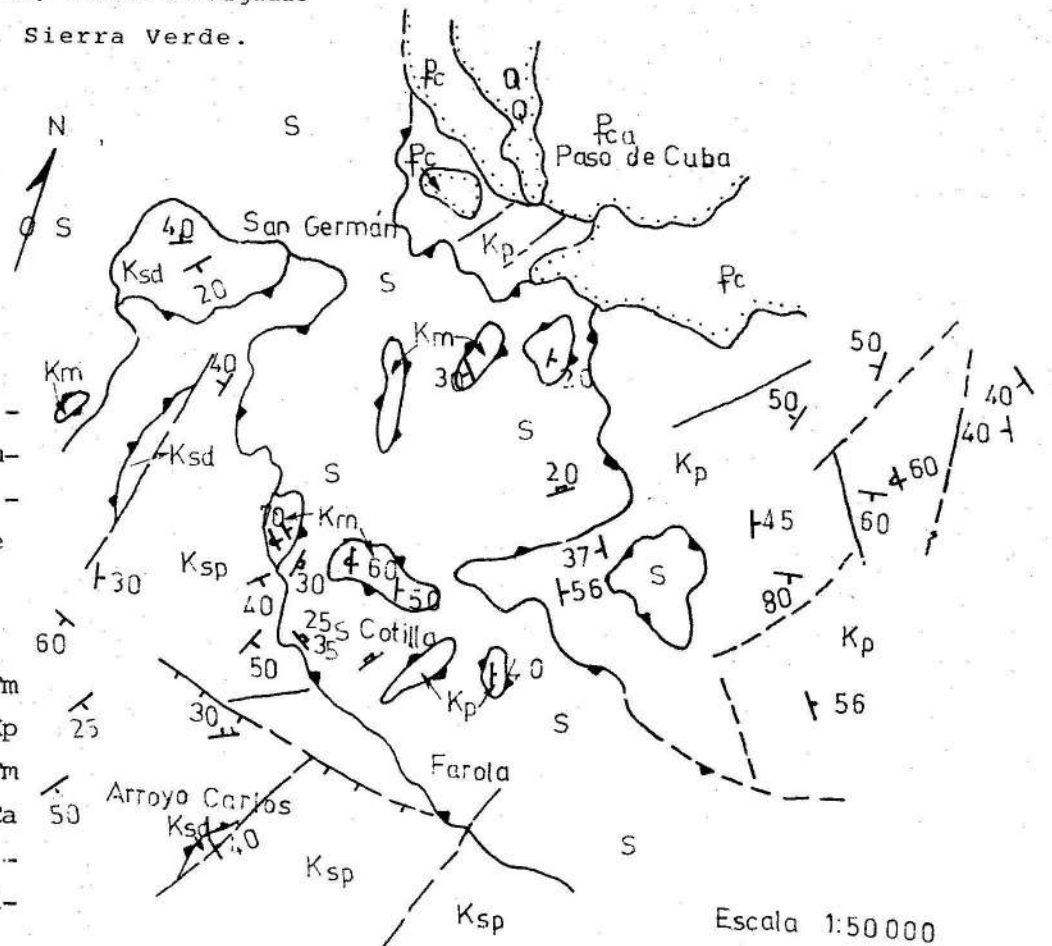 Sierra Verde.
N
S
Pc
Q
Q
Pca
Paso de Cuba
Pc
S
40
San Germán
Kp
Ksd
20
S
Pc
Km
30
20
50
Km
40
50
40
40
Ksd
S
S
20
Kp
60
70
Km
45
60
30
Ksp
30
60
50
37
56
S
80
40
60
25
S
Cotilla
35
50
Kp
40
Kp
56
25
30
S
Farola
50
Arroyo Carlos
Ksd
40
Ksp
S
Ksp
Escala 1:50000